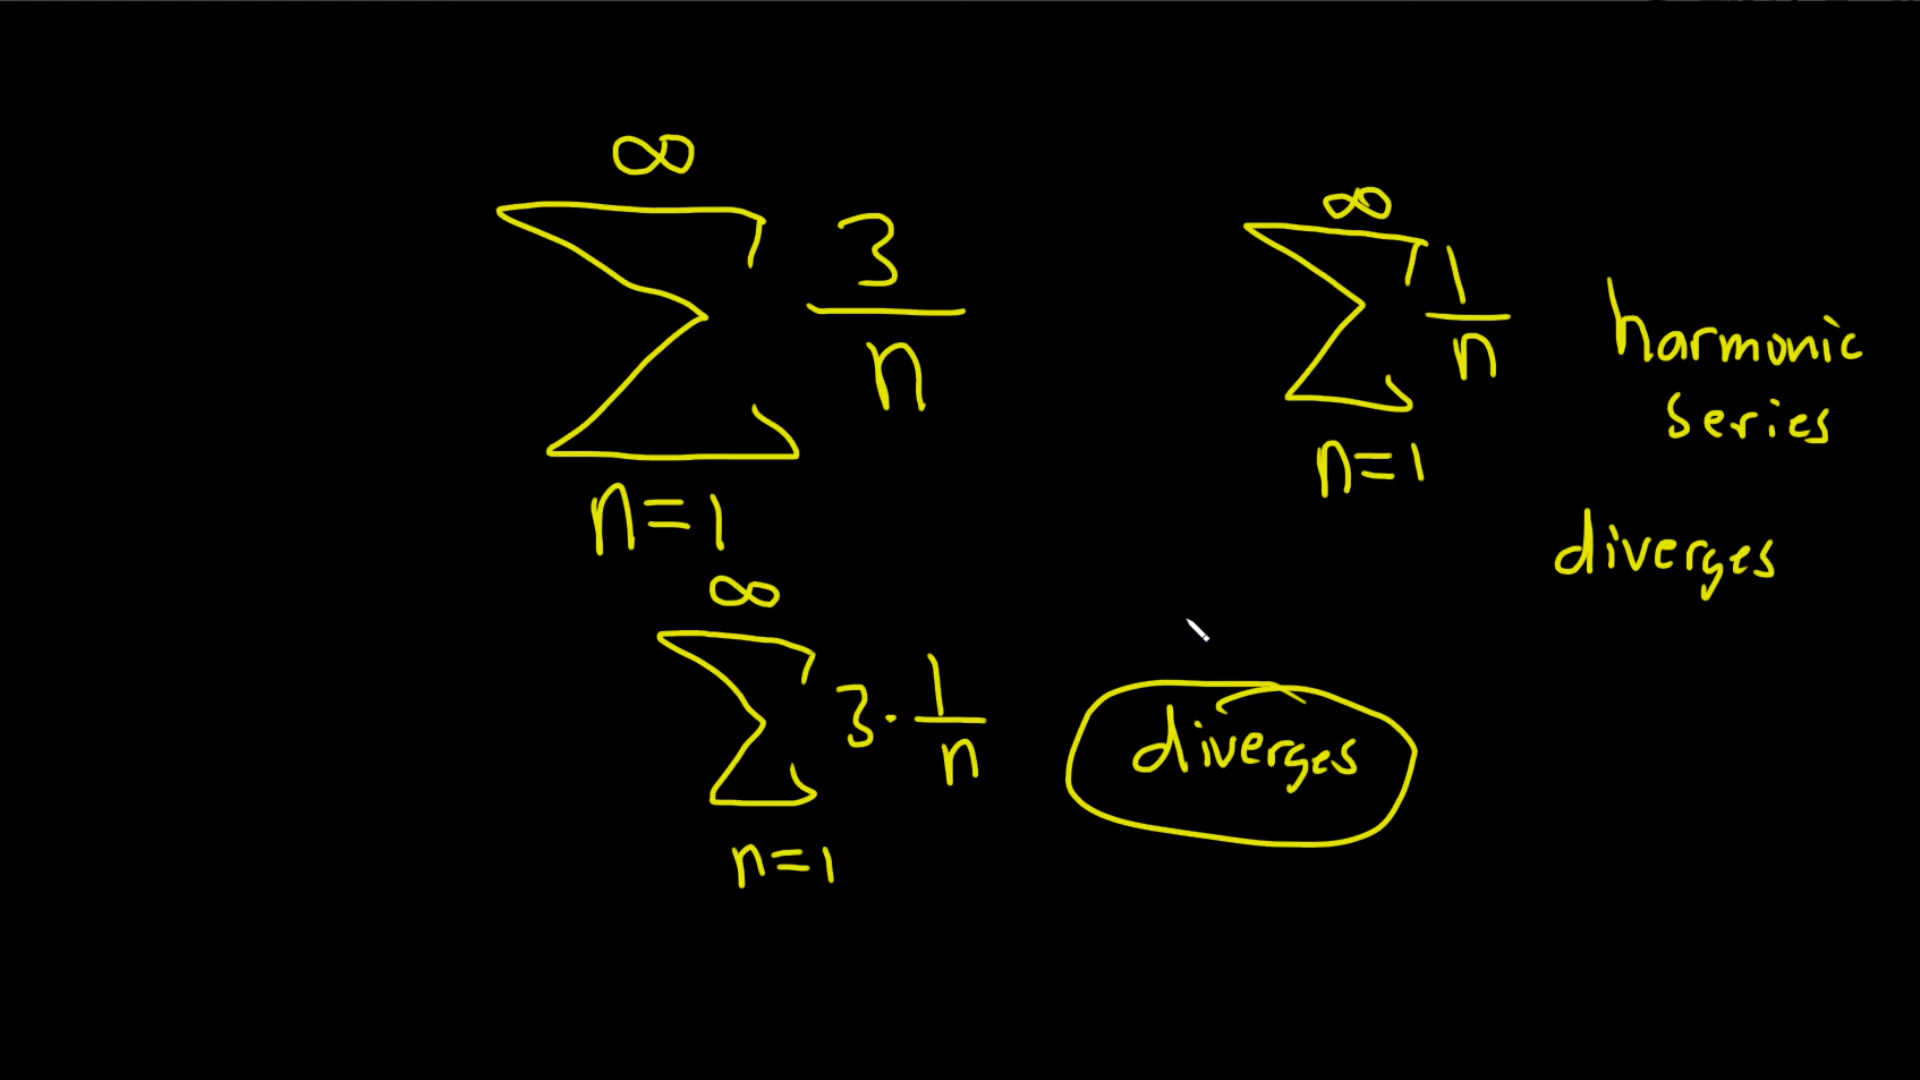 ∞
∑ 3/n
n=1
∞
∑ 1/n
n=1
harmonic
series
diverges
∞
∑ 3·1/n
n=1
diverges